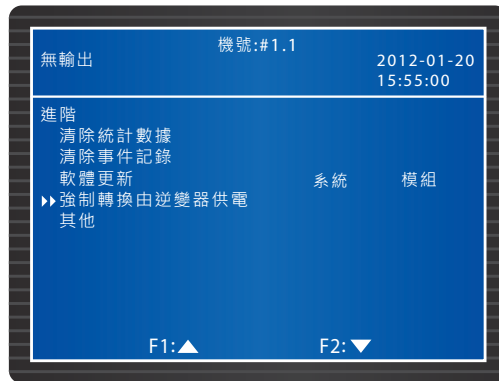 機號:#1.1
無輸出
2012-01-20
15:55:00
進階
清除統計數據
清除事件記錄
軟體更新 系統 模組
強制轉換由逆變器供電
其他
F1:▲ F2:▼